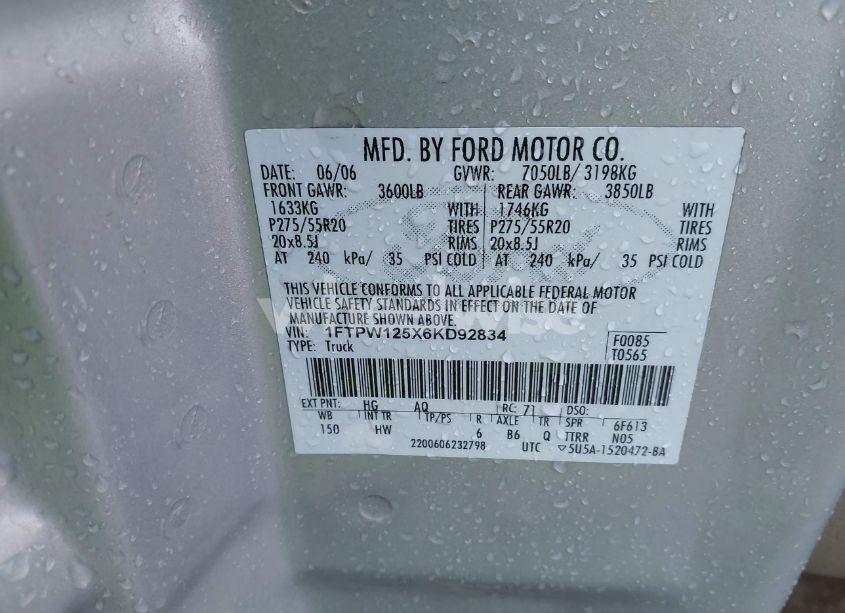 MFD. BY FORD MOTOR CO.
DATE: 06/06 GVWR: 7050LB/ 3198KG
FRONT GAWR: 3600LB REAR GAWR: 3850LB
1633KG WITH 1746KG WITH
P275/55R20 TIRES P275/55R20 TIRES
20x8.5J RIMS 20x8.5J RIMS
AT 240 kPa/ 35 PSI COLD AT 240 kPa/ 35 PSI COLD
THIS VEHICLE CONFORMS TO ALL APPLICABLE FEDERAL MOTOR
VEHICLE SAFETY STANDARDS IN EFFECT ON THE DATE OF
MANUFACTURE SHOWN ABOVE.
VIN: 1FTPW125X6KD92834
TYPE: Truck
F0085
T0565
EXT PNT: HG AQ RC: 71 DSO:
WB INT TR TP/PS R AXLE TR SPR 6F613
150 HW 6 B6 Q TTRR N05
2200606232798 UTC ▽5U5A-1520472-BA